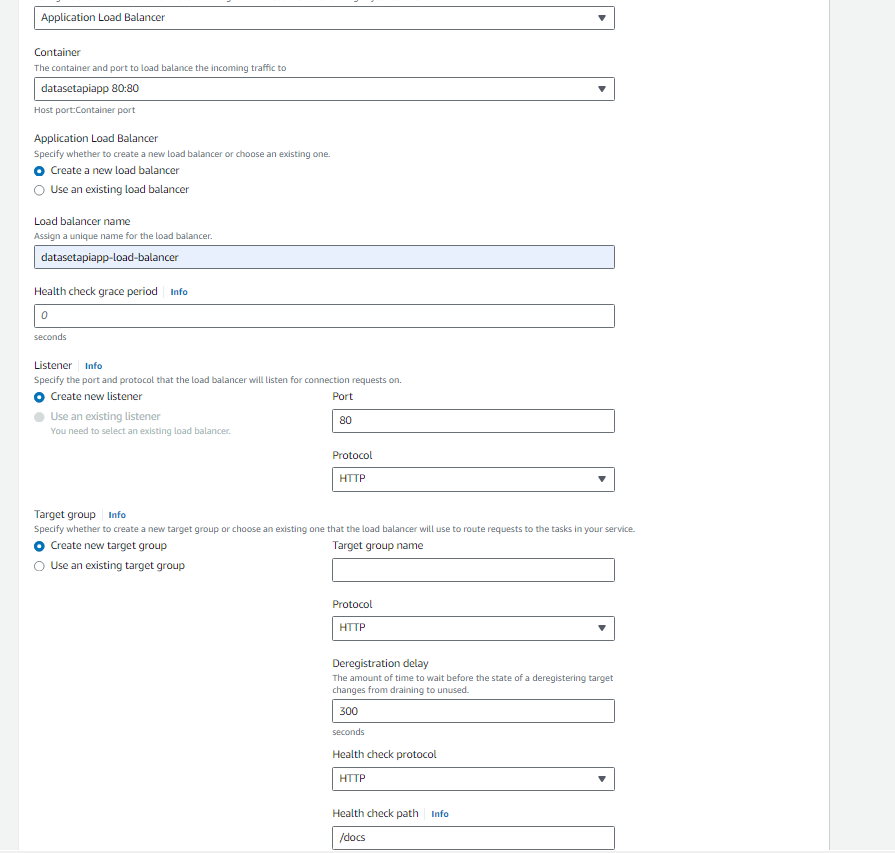 Application Load Balancer
Container
The container and port to load balance the incoming traffic to
datasetapiapp 80:80
Host port:Container port
Application Load Balancer
Specify whether to create a new load balancer or choose an existing one.
Create a new load balancer
Use an existing load balancer
Load balancer name
Assign a unique name for the load balancer.
datasetapiapp-load-balancer
Health check grace period Info
0
seconds
Listener Info
Specify the port and protocol that the load balancer will listen for connection requests on.
Create new listener
Use an existing listener
You need to select an existing load balancer.
Port
80
Protocol
HTTP
Target group Info
Specify whether to create a new target group or choose an existing one that the load balancer will use to route requests to the tasks in your service.
Create new target group
Use an existing target group
Target group name
Protocol
HTTP
Deregistration delay
The amount of time to wait before the state of a deregistering target
changes from draining to unused.
300
seconds
Health check protocol
HTTP
Health check path Info
/docs